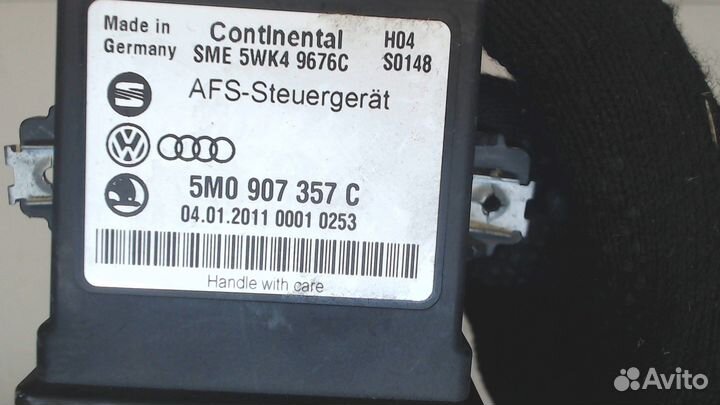 Made in Germany
Continental
SME 5WK4 9676C
H04
S0148
AFS-Steuergerät
5M0 907 357 C
04.01.2011 0001 0253
Handle with care
Avito